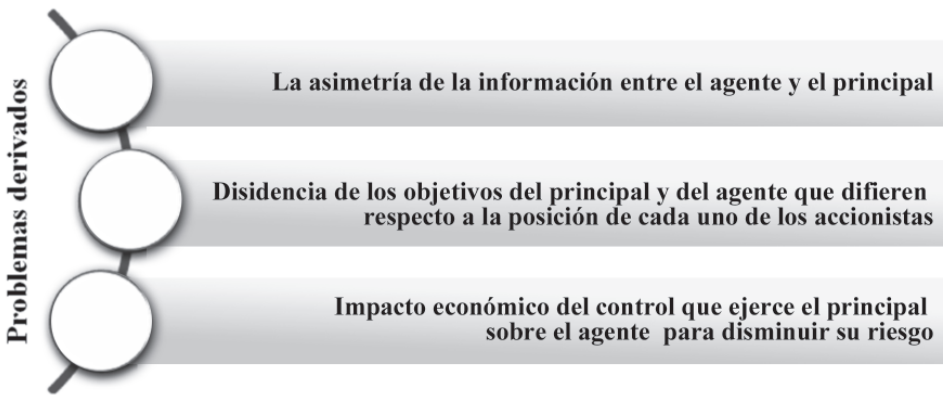 Problemas derivados
La asimetría de la información entre el agente y el principal
Disidencia de los objetivos del principal y del agente que difieren
respecto a la posición de cada uno de los accionistas
Impacto económico del control que ejerce el principal
sobre el agente para disminuir su riesgo